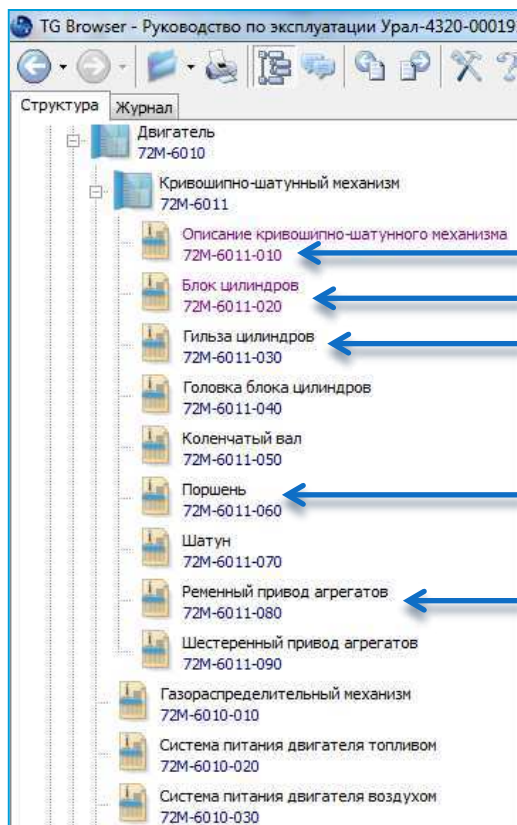 TG Browser - Руководство по эксплуатации Урал-4320-00019
Структура Журнал
Двигатель
72М-6010
Кривошипно-шатунный механизм
72М-6011
Описание кривошипно-шатунного механизма
72М-6011-010
Блок цилиндров
72М-6011-020
Гильза цилиндров
72М-6011-030
Головка блока цилиндров
72М-6011-040
Коленчатый вал
72М-6011-050
Поршень
72М-6011-060
Шатун
72М-6011-070
Ременный привод агрегатов
72М-6011-080
Шестеренный привод агрегатов
72М-6011-090
Газораспределительный механизм
72М-6010-010
Система питания двигателя топливом
72М-6010-020
Система питания двигателя воздухом
72М-6010-030